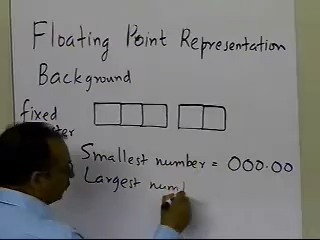 Floating Point Representation
Background
fixed
Smallest number = 000.00
Largest num